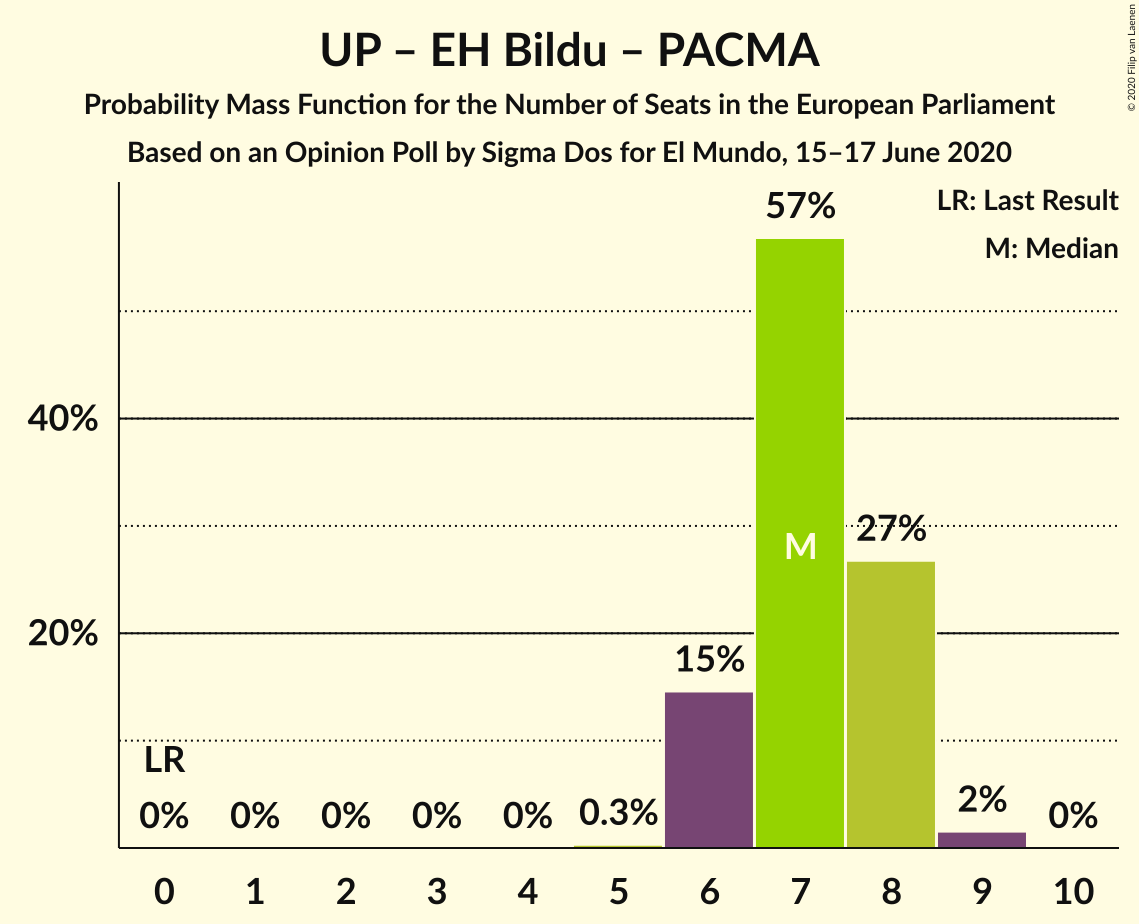 UP – EH Bildu – PACMA
Probability Mass Function for the Number of Seats in the European Parliament
Based on an Opinion Poll by Sigma Dos for El Mundo, 15–17 June 2020
© 2020 Filip van Laenen
LR: Last Result
M: Median
57%
40%
27%
M
20%
15%
LR
0% 0% 0% 0% 0% 0.3% 2% 0%
0 1 2 3 4 5 6 7 8 9 10